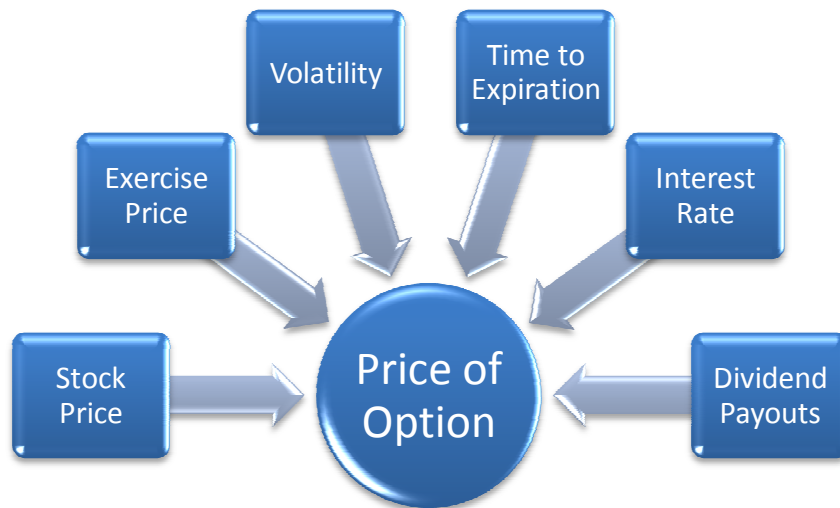 Volatility
Time to
Expiration
Exercise
Price
Interest
Rate
Stock
Price
Price of
Option
Dividend
Payouts